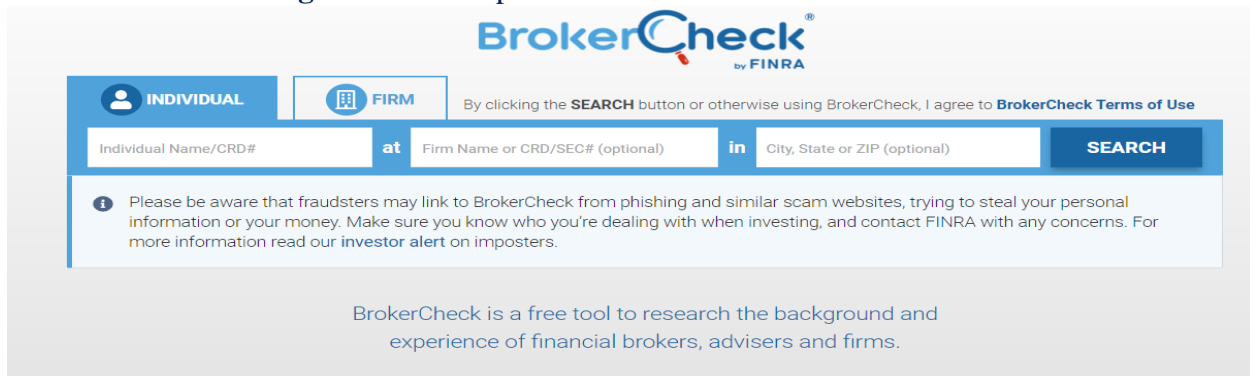 BrokerCheck®
by FINRA
INDIVIDUAL
FIRM
By clicking the SEARCH button or otherwise using BrokerCheck, I agree to BrokerCheck Terms of Use
Individual Name/CRD# at Firm Name or CRD/SEC# (optional) in City, State or ZIP (optional) SEARCH
Please be aware that fraudsters may link to BrokerCheck from phishing and similar scam websites, trying to steal your personal
information or your money. Make sure you know who you're dealing with when investing, and contact FINRA with any concerns. For
more information read our investor alert on imposters.
BrokerCheck is a free tool to research the background and
experience of financial brokers, advisers and firms.